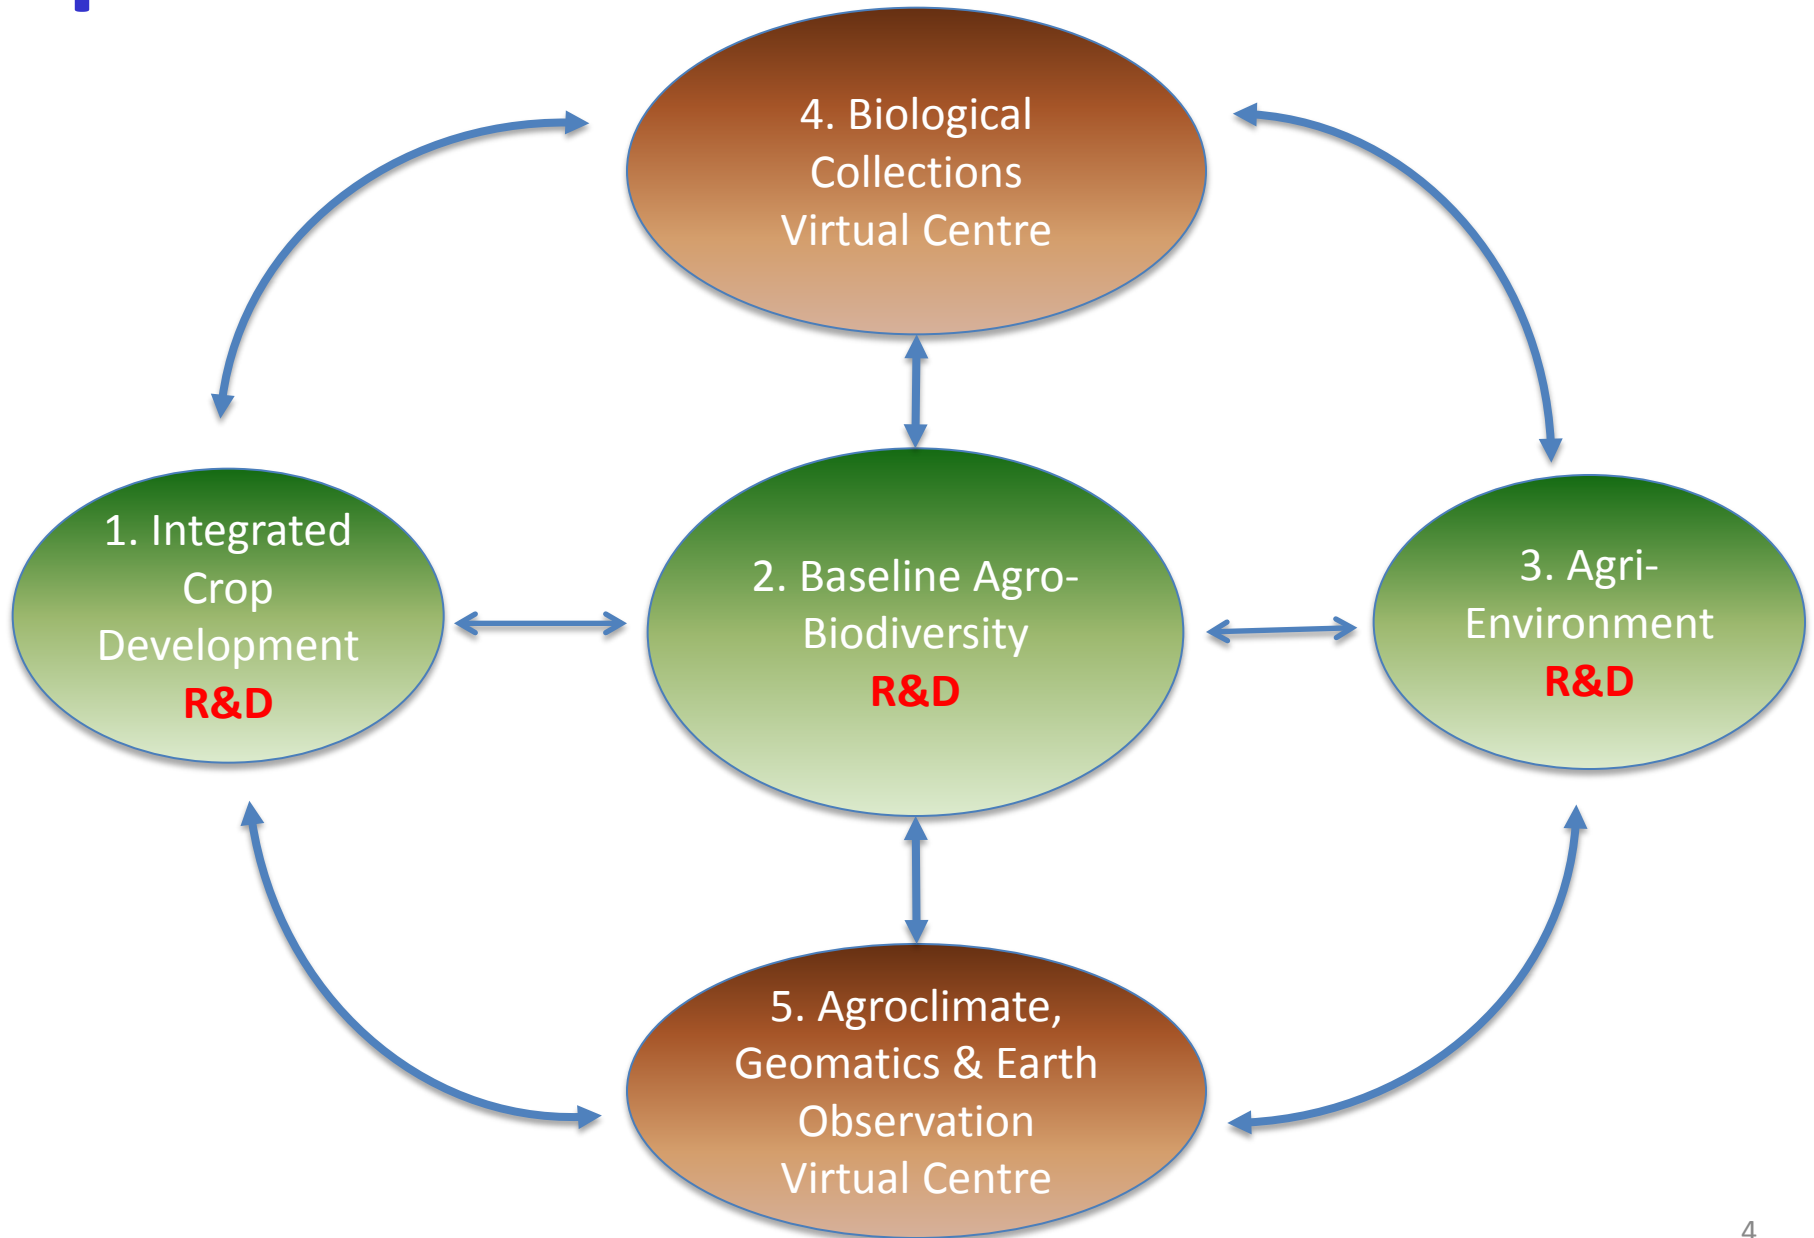 4. Biological
Collections
Virtual Centre
1. Integrated
Crop
Development
R&D
2. Baseline Agro-
Biodiversity
R&D
3. Agri-
Environment
R&D
5. Agroclimate,
Geomatics & Earth
Observation
Virtual Centre
4